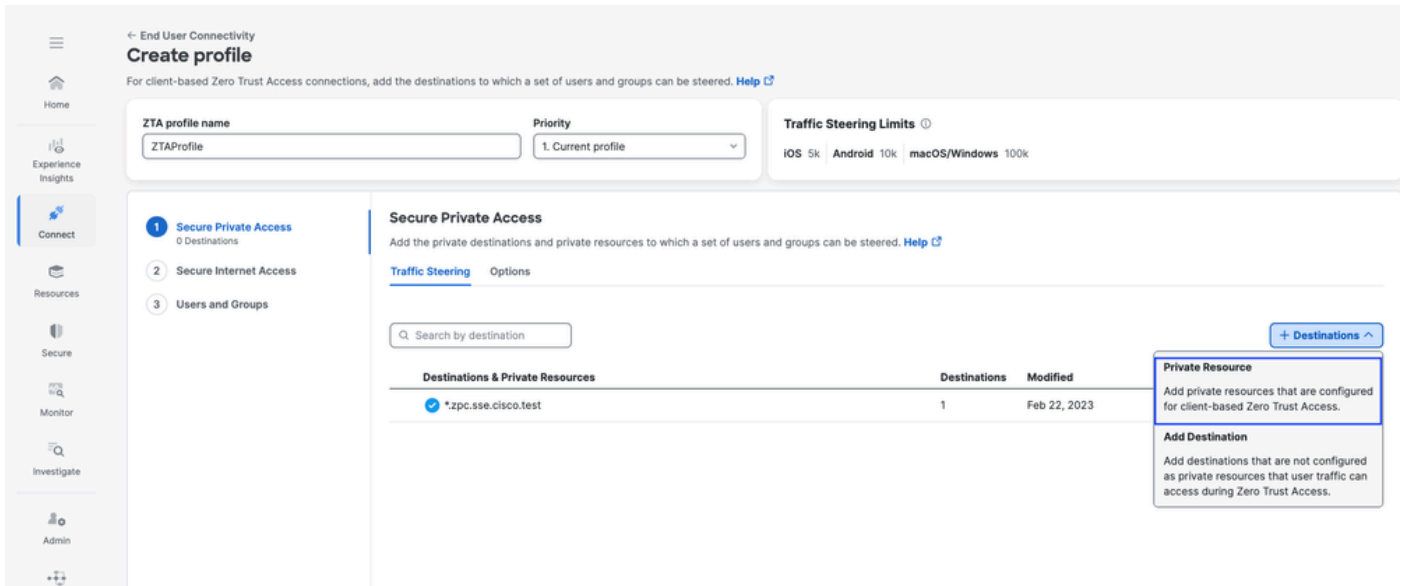 ← End User Connectivity
Create profile
For client-based Zero Trust Access connections, add the destinations to which a set of users and groups can be steered. Help
Home
Experience
Insights
Connect
Resources
Secure
Monitor
Investigate
Admin
ZTA profile name
ZTAProfile
Priority
1. Current profile
Traffic Steering Limits
iOS 5k Android 10k macOS/Windows 100k
1 Secure Private Access
0 Destinations
2 Secure Internet Access
3 Users and Groups
Secure Private Access
Add the private destinations and private resources to which a set of users and groups can be steered. Help
Traffic Steering Options
Search by destination
+ Destinations
Destinations & Private Resources Destinations Modified
*.zpc.sse.cisco.test 1 Feb 22, 2023
Private Resource
Add private resources that are configured
for client-based Zero Trust Access.
Add Destination
Add destinations that are not configured
as private resources that user traffic can
access during Zero Trust Access.